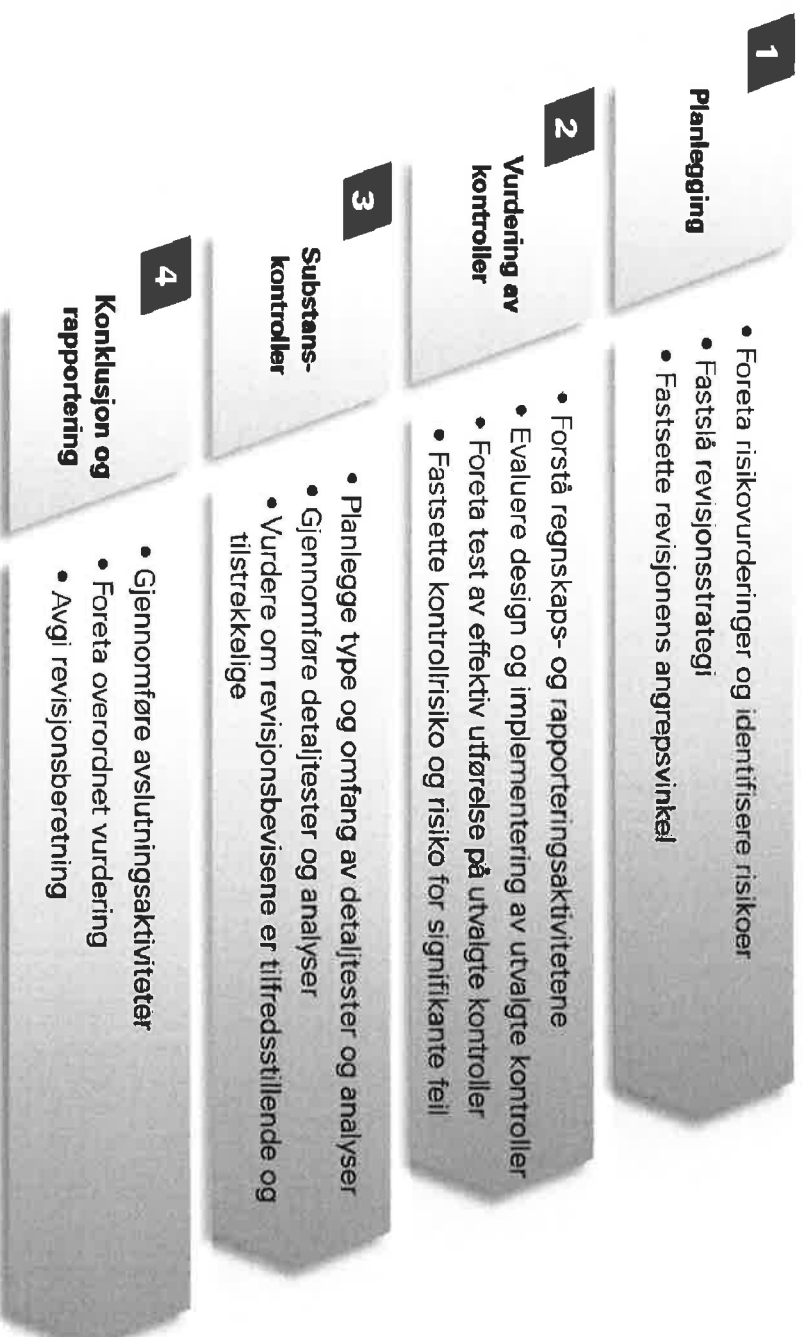 1
Planlegging
• Foreta risikovurderinger og identifisere risikoer
• Fastslå revisjonsstrategi
• Fastsette revisjonens angrepsvinkel
2
Vurdering av
kontroller
• Forstå regnskaps- og rapporteringsaktivitetene
• Evaluere design og implementering av utvalgte kontroller
• Foreta test av effektiv utførelse på utvalgte kontroller
• Fastsette kontrollrisiko og risiko for signifikante feil
3
Substans-
kontroller
• Planlegge type og omfang av detaljtester og analyser
• Gjennomføre detaljtester og analyser
• Vurdere om revisjonsbevisene er tilfredsstillende og
tilstrekkelige
4
Konklusjon og
rapportering
• Gjennomføre avslutningsaktiviteter
• Foreta overordnet vurdering
• Avgi revisjonsberetning